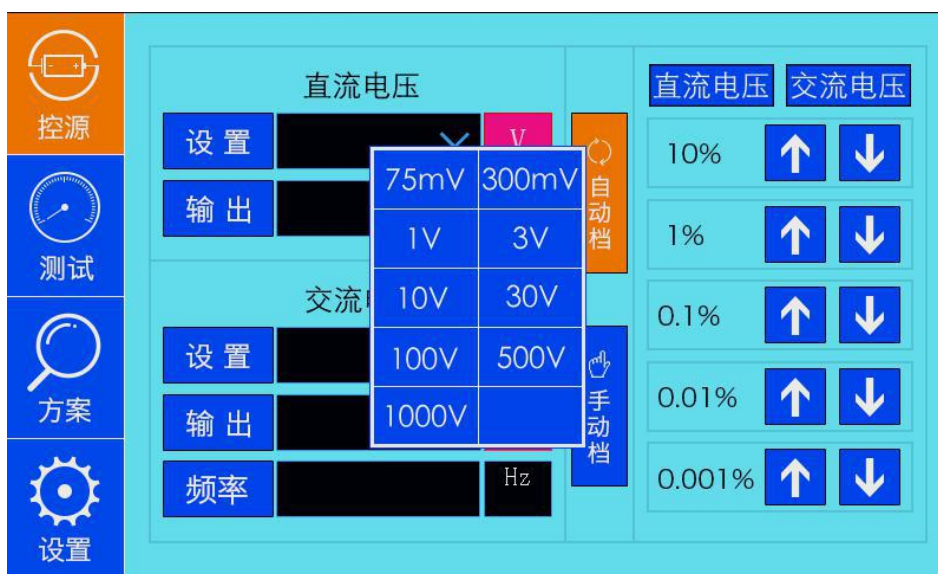 控源
测试
方案
设置
直流电压
设置
V
输出
交流
设置
输出
频率
Hz
75mV 300mV
1V 3V
10V 30V
100V 500V
1000V
自动档
手动档
直流电压 交流电压
10%
1%
0.1%
0.01%
0.001%